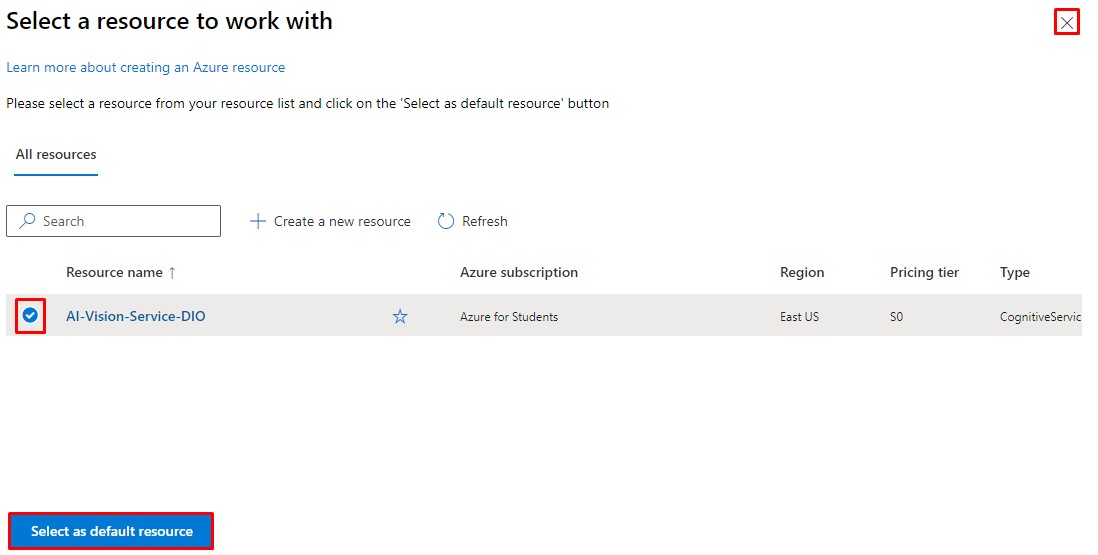 Select a resource to work with
Learn more about creating an Azure resource
Please select a resource from your resource list and click on the 'Select as default resource' button
All resources
Search Create a new resource Refresh
Resource name ↑ Azure subscription Region Pricing tier Type
AI-Vision-Service-DIO Azure for Students East US S0 CognitiveServic
Select as default resource